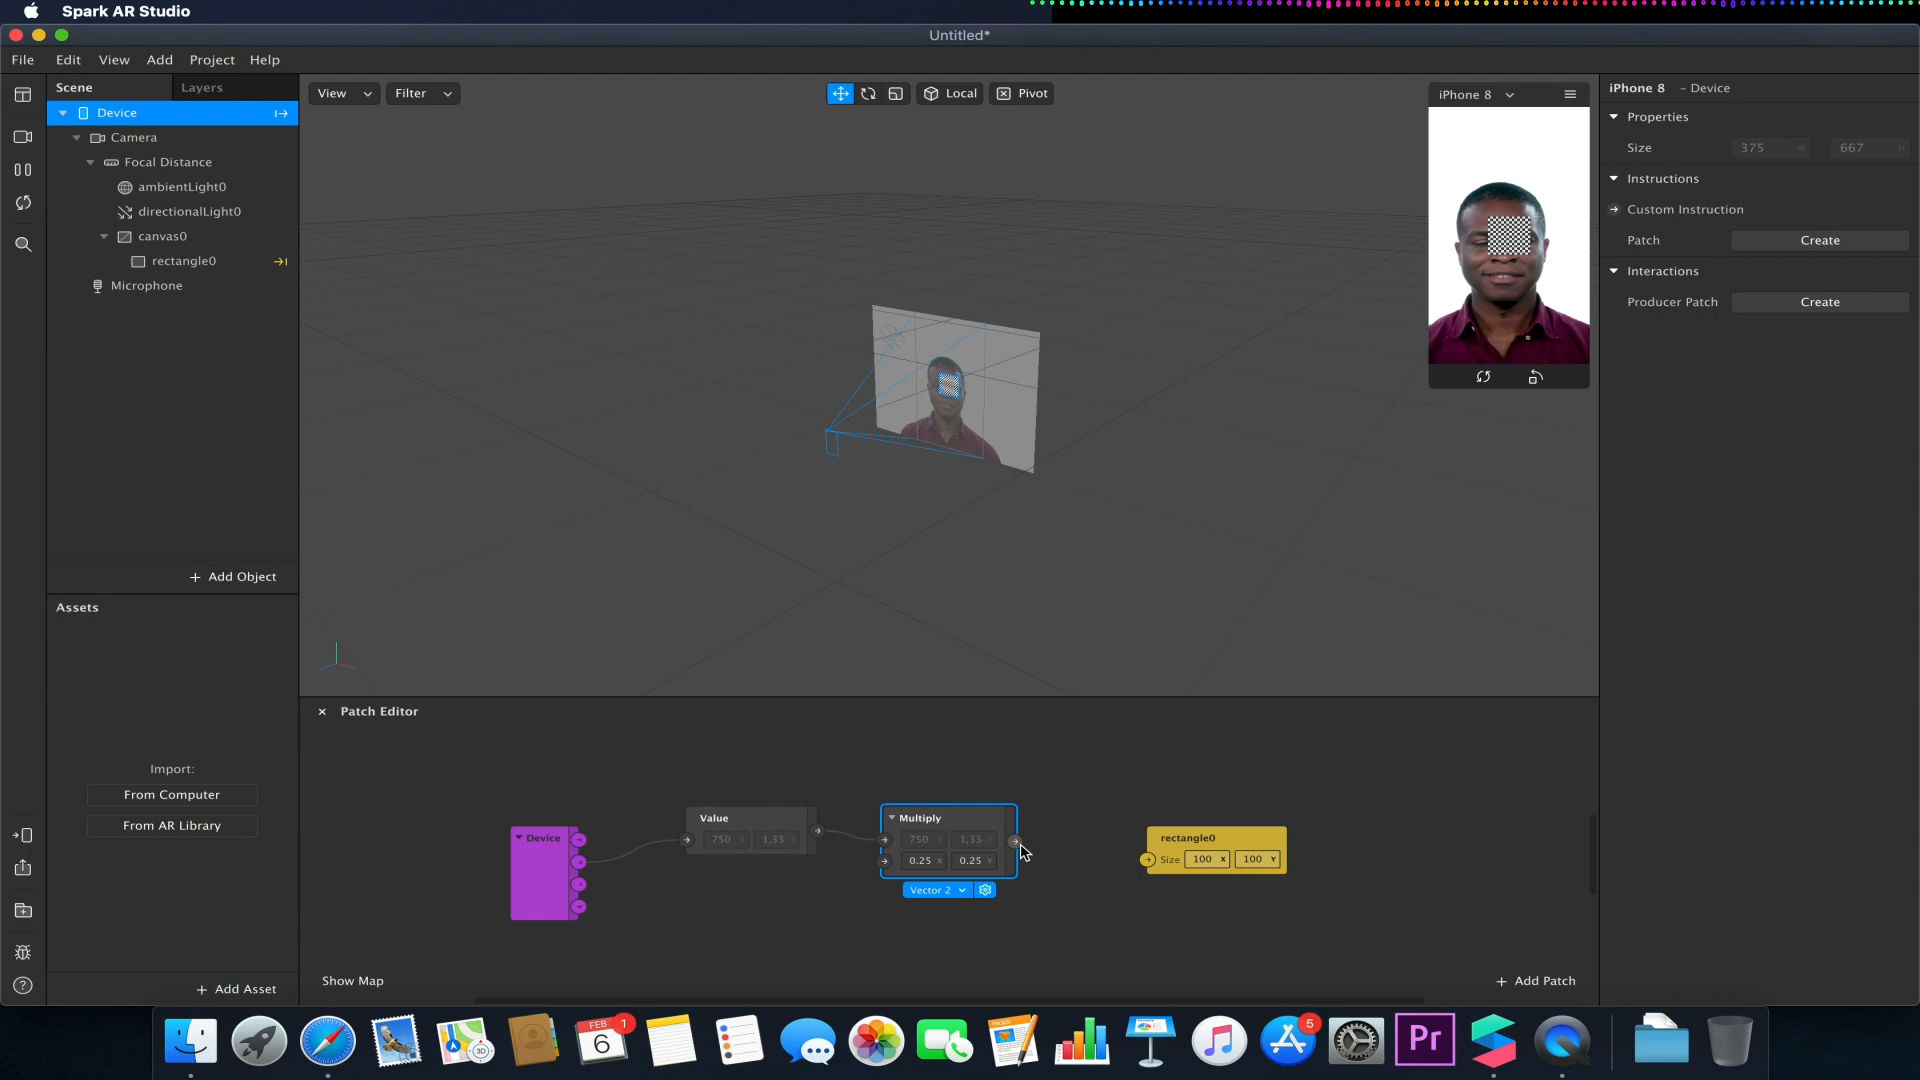 Spark AR Studio
Untitled*
File Edit View Add Project Help
Scene Layers
Device
Camera
Focal Distance
ambientLight0
directionalLight0
canvas0
rectangle0
Microphone
+ Add Object
Assets
Import:
From Computer
From AR Library
+ Add Asset
View Filter
Local Pivot
iPhone 8
iPhone 8 - Device
Properties
Size 375 W 667 H
Instructions
Custom Instruction
Patch Create
Interactions
Producer Patch Create
× Patch Editor
Device
Value
750 X 1,33 Y
Multiply
750 X 1,33 Y
0.25 X 0.25 Y
Vector 2
rectangle0
Size 100 X 100 Y
Show Map
+ Add Patch
3D
FEB
6
1
5
Pr